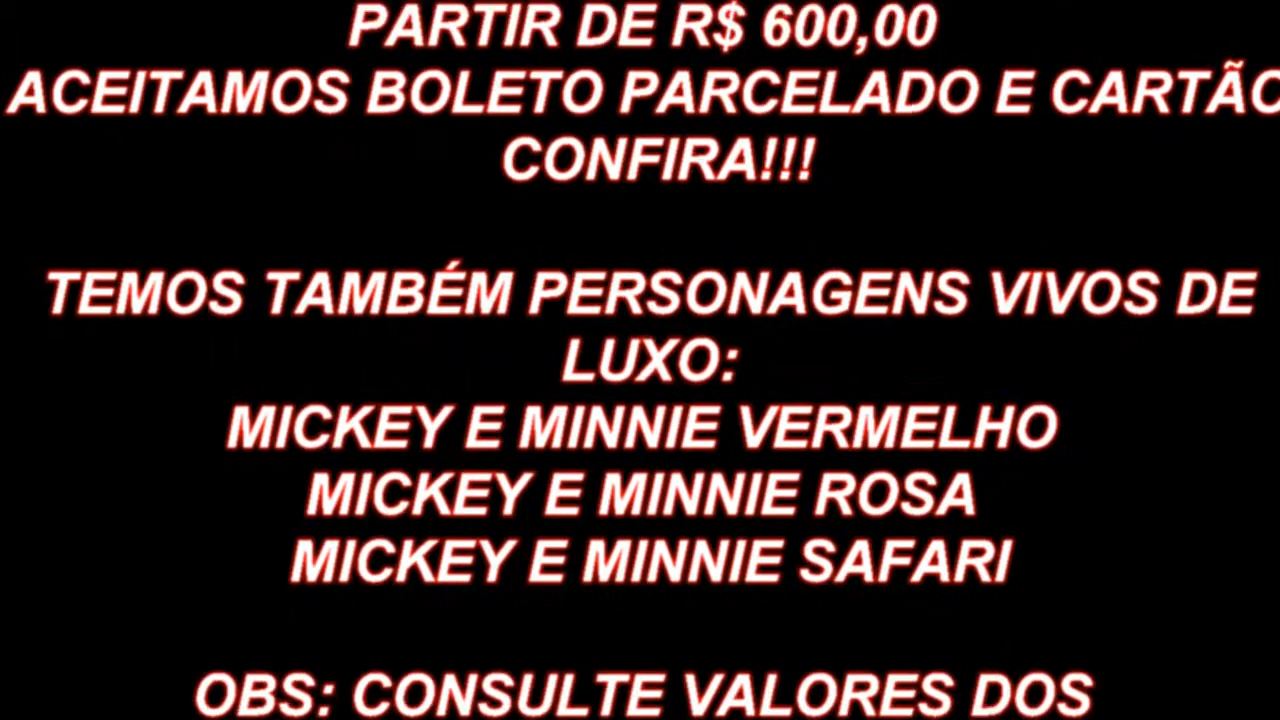 PARTIR DE R$ 600,00
ACEITAMOS BOLETO PARCELADO E CARTÃO
CONFIRA!!!
TEMOS TAMBÉM PERSONAGENS VIVOS DE
LUXO:
MICKEY E MINNIE VERMELHO
MICKEY E MINNIE ROSA
MICKEY E MINNIE SAFARI
OBS: CONSULTE VALORES DOS